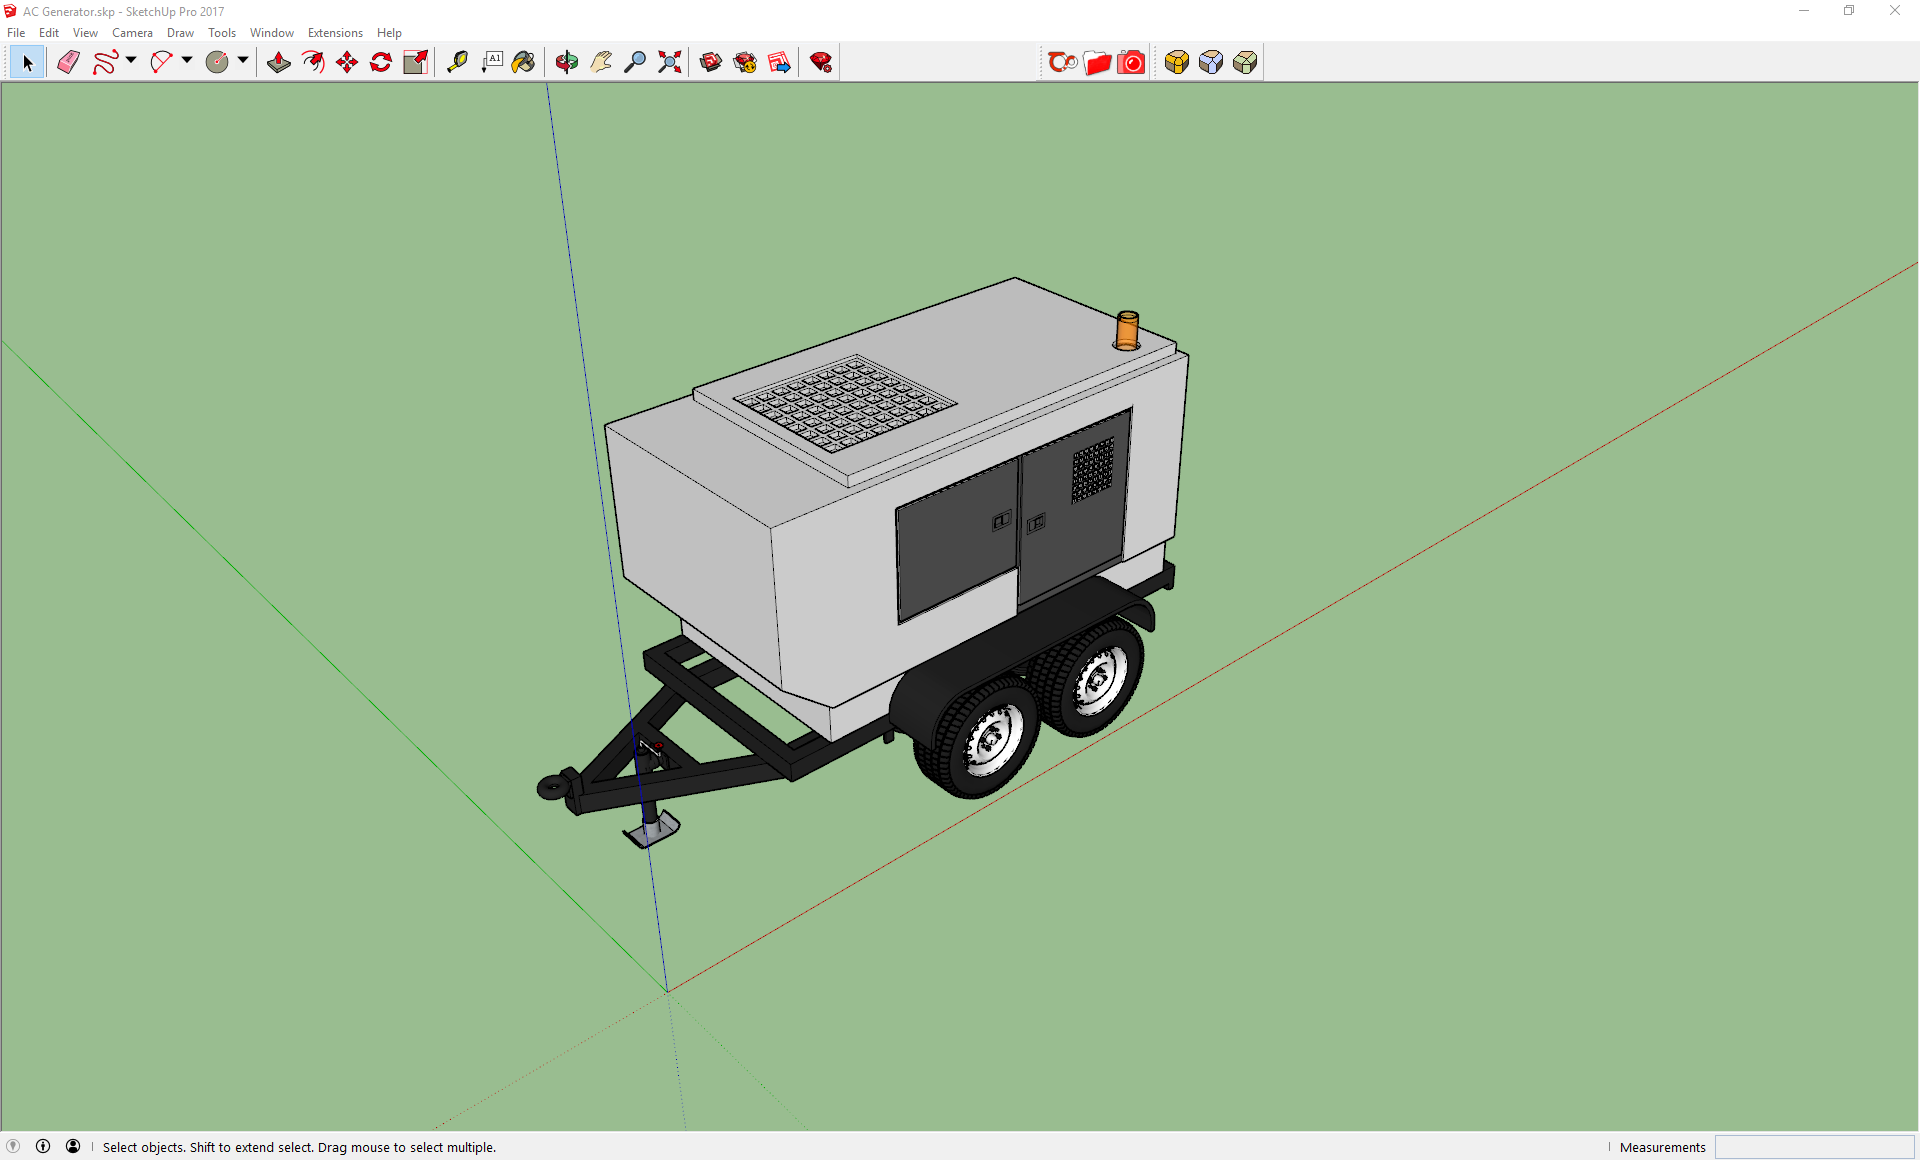 AC Generator.skp - SketchUp Pro 2017
File Edit View Camera Draw Tools Window Extensions Help
A1
Select objects. Shift to extend select. Drag mouse to select multiple.
Measurements